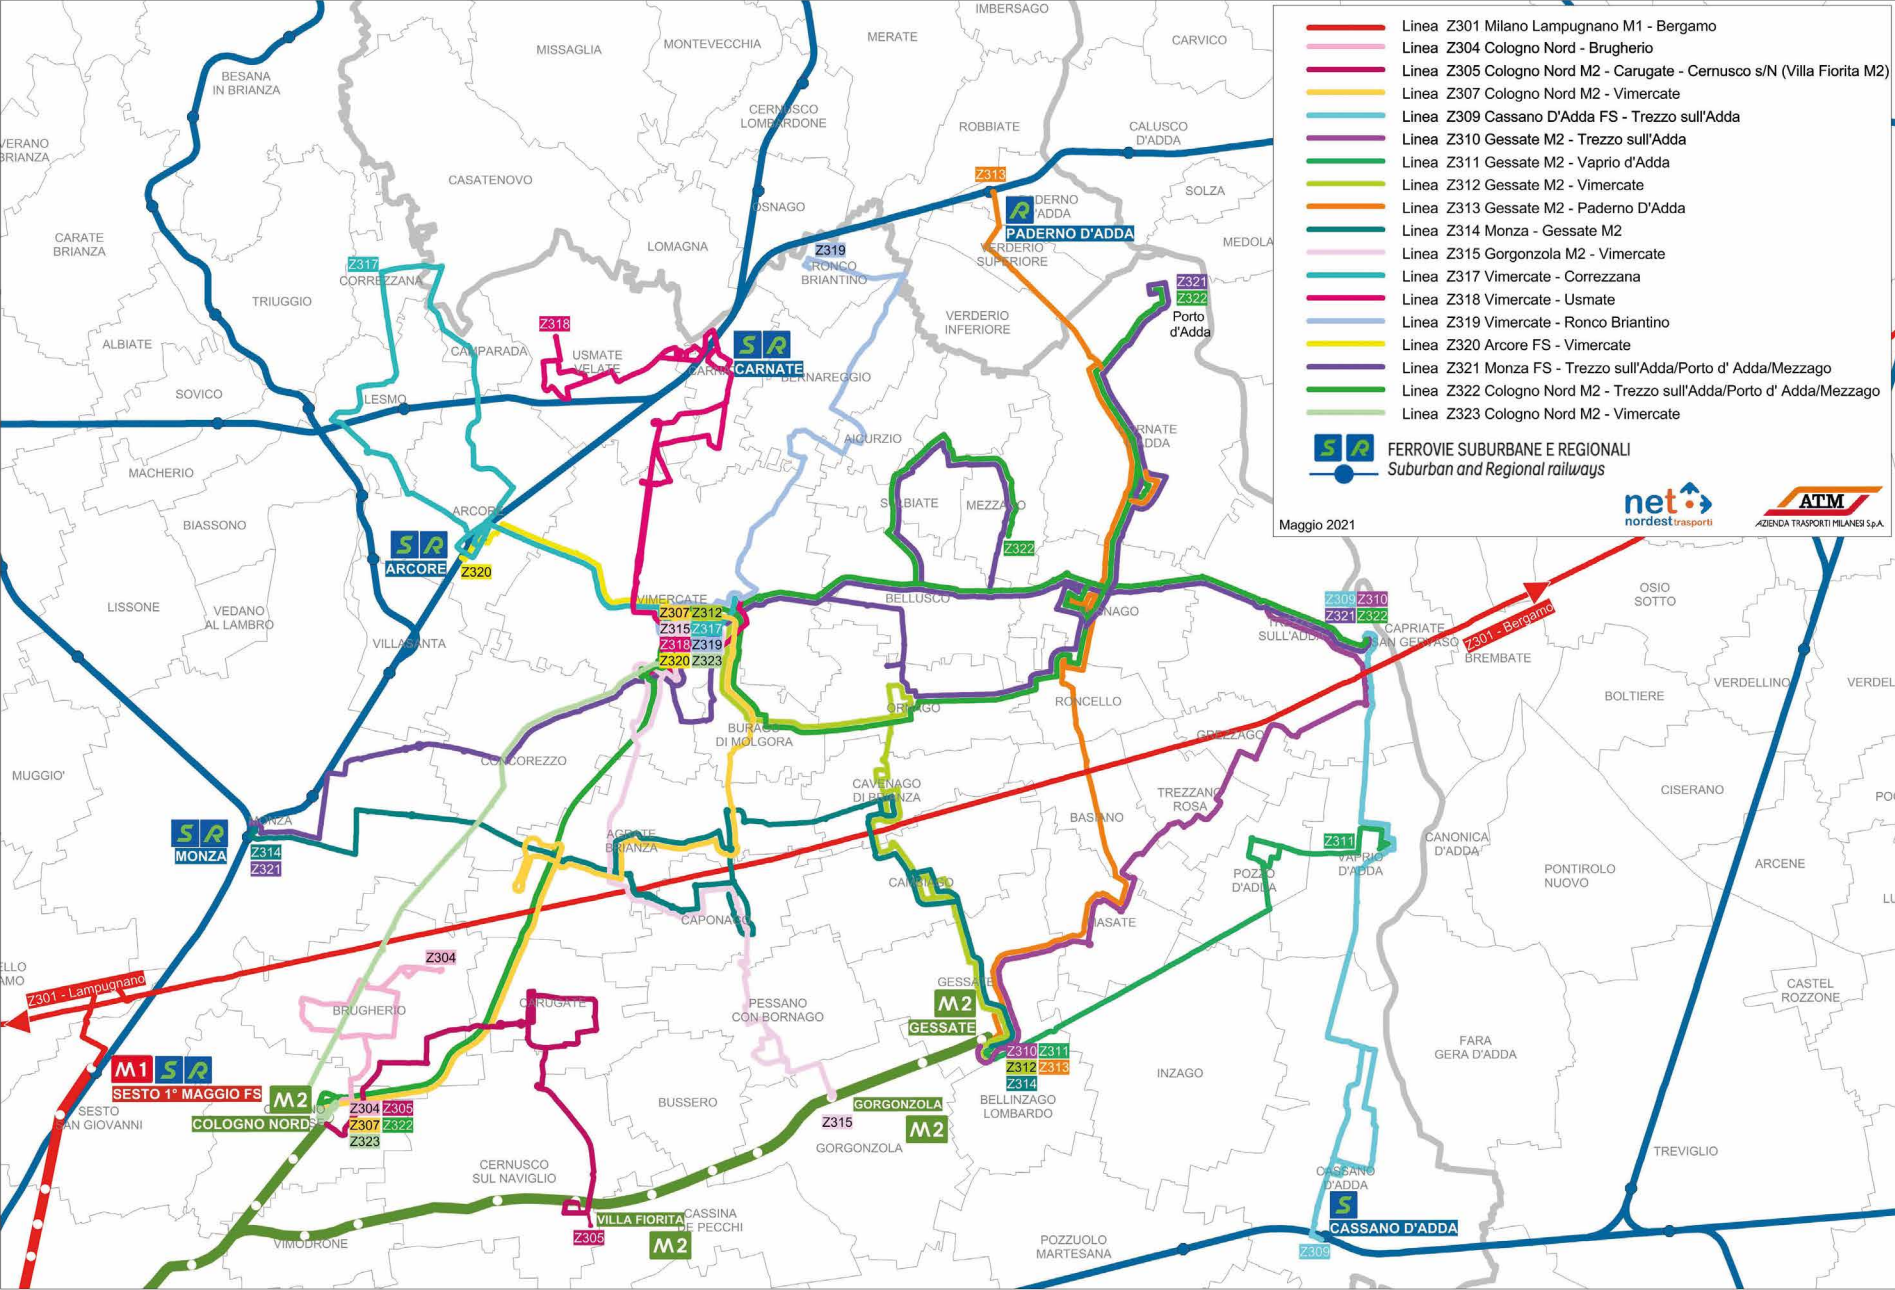 IMBERSAGO
MISSAGLIA
MONTEVECCHIA
MERATE
CARVICO
BESANA
IN BRIANZA
CERNUSCO
LOMBARDONE
ROBBIATE
CALUSCO
D'ADDA
VERANO
BRIANZA
CASATENOVO
OSNAGO
Z313
SOLZA
PADERNO D'ADDA
VERDERIO
SUPERIORE
MEDOLA
CARATE
BRIANZA
LOMAGNA
Z319
RONCO
BRIANTINO
Z317
CORREZZANA
TRIUGGIO
Z321
Z322
Porto
d'Adda
VERDERIO
INFERIORE
Z318
ALBIATE
CAMPARADA
USMATE
VELATE
S R
CARNATE
BERNAREGGIO
SOVICO
LESMO
AICURZIO
MACHERIO
MEZZAGO
BIASSONO
ARCORE
S R
ARCORE
Z320
Z322
LISSONE
VEDANO
AL LAMBRO
VILLASANTA
VIMERCATE
Z307 Z312
Z315 Z317
Z318 Z319
Z320 Z323
BELLUSCO
Z309 Z310
Z321 Z322
CAPRIATE
SAN GERVASO
Z301 - Bergamo
OSIO
SOTTO
BREMBATE
BOLTIERE
VERDELLINO
VERDEL
ORNAGO
RONCELLO
BURAGO
DI MOLGORA
GREZZAGO
CONCOREZZO
MUGGIO'
CAVENAGO
DI BRIANZA
TREZZANO
ROSA
CISERANO
S R
MONZA
MONZA
Z314
Z321
AGRATE
BRIANZA
BASIANO
Z311
VAPRIO
D'ADDA
CANONICA
D'ADDA
POZZO
D'ADDA
PONTIROLO
NUOVO
ARCENE
CAMBIAGO
CAPONAGO
MASATE
Z304
Z301 - Lampugnano
BRUGHERIO
CARUGATE
PESSANO
CON BORNAGO
GESSATE
M2
GESSATE
CASTEL
ROZZONE
FARA
GERA D'ADDA
Z310 Z311
Z312 Z313
Z314
BELLINZAGO
LOMBARDO
INZAGO
M1 S R
SESTO 1° MAGGIO FS
SESTO
SAN GIOVANNI
M2
COLOGNO NORD
Z304 Z305
Z307 Z322
Z323
BUSSERO
GORGONZOLA
M2
Z315
GORGONZOLA
CERNUSCO
SUL NAVIGLIO
TREVIGLIO
CASSANO
D'ADDA
S
CASSANO D'ADDA
Z309
VILLA FIORITA
M2
Z305
CASSINA
DE PECCHI
VIMODRONE
POZZUOLO
MARTESANA
Linea Z301 Milano Lampugnano M1 - Bergamo
Linea Z304 Cologno Nord - Brugherio
Linea Z305 Cologno Nord M2 - Carugate - Cernusco s/N (Villa Fiorita M2)
Linea Z307 Cologno Nord M2 - Vimercate
Linea Z309 Cassano D'Adda FS - Trezzo sull'Adda
Linea Z310 Gessate M2 - Trezzo sull'Adda
Linea Z311 Gessate M2 - Vaprio d'Adda
Linea Z312 Gessate M2 - Vimercate
Linea Z313 Gessate M2 - Paderno D'Adda
Linea Z314 Monza - Gessate M2
Linea Z315 Gorgonzola M2 - Vimercate
Linea Z317 Vimercate - Correzzana
Linea Z318 Vimercate - Usmate
Linea Z319 Vimercate - Ronco Briantino
Linea Z320 Arcore FS - Vimercate
Linea Z321 Monza FS - Trezzo sull'Adda/Porto d' Adda/Mezzago
Linea Z322 Cologno Nord M2 - Trezzo sull'Adda/Porto d' Adda/Mezzago
Linea Z323 Cologno Nord M2 - Vimercate
S R FERROVIE SUBURBANE E REGIONALI
Suburban and Regional railways
net
nordest trasporti
ATM
AZIENDA TRASPORTI MILANESI S.p.A.
Maggio 2021